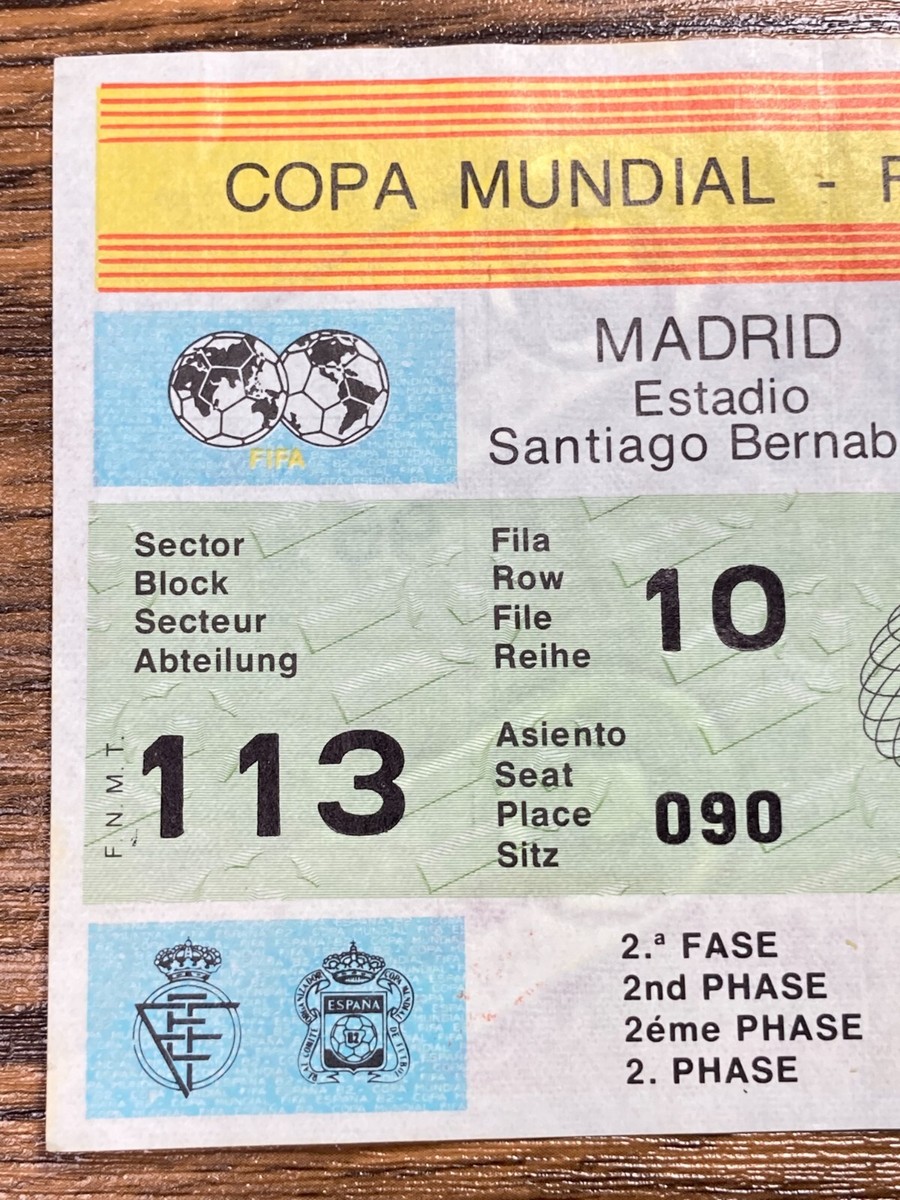 COPA MUNDIAL - F
FIFA
MADRID
Estadio
Santiago Bernab
Sector
Block
Secteur
Abteilung
113
Fila
Row
File
Reihe
10
Asiento
Seat
Place
Sitz
090
F. N. M. T.
ESPAÑA
82
2.ª FASE
2nd PHASE
2éme PHASE
2. PHASE